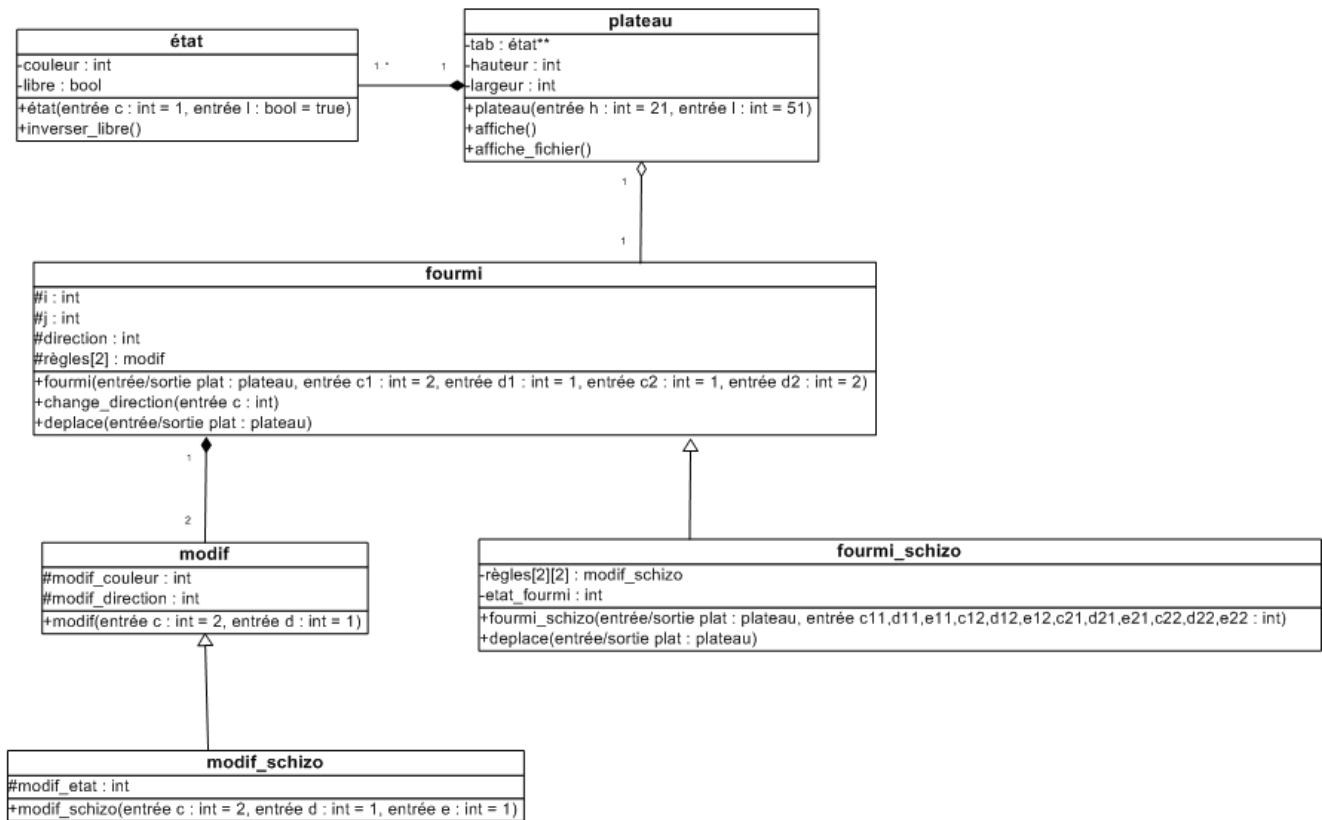 état
-couleur : int
-libre : bool
+état(entrée c : int = 1, entrée l : bool = true)
+inverser_libre()
1 *
1
plateau
-tab : état**
-hauteur : int
-largeur : int
+plateau(entrée h : int = 21, entrée l : int = 51)
+affiche()
+affiche_fichier()
1
1
fourmi
#i : int
#j : int
#direction : int
#règles[2] : modif
+fourmi(entrée/sortie plat : plateau, entrée c1 : int = 2, entrée d1 : int = 1, entrée c2 : int = 1, entrée d2 : int = 2)
+change_direction(entrée c : int)
+deplace(entrée/sortie plat : plateau)
1
2
modif
#modif_couleur : int
#modif_direction : int
+modif(entrée c : int = 2, entrée d : int = 1)
fourmi_schizo
-règles[2][2] : modif_schizo
-etat_fourmi : int
+fourmi_schizo(entrée/sortie plat : plateau, entrée c11,d11,e11,c12,d12,e12,c21,d21,e21,c22,d22,e22 : int)
+deplace(entrée/sortie plat : plateau)
modif_schizo
#modif_etat : int
+modif_schizo(entrée c : int = 2, entrée d : int = 1, entrée e : int = 1)